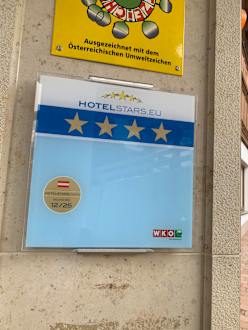 Ausgezeichnet mit dem
Österreichischen Umweltzeichen
HOTELSTARS.EU
12/25
WKO